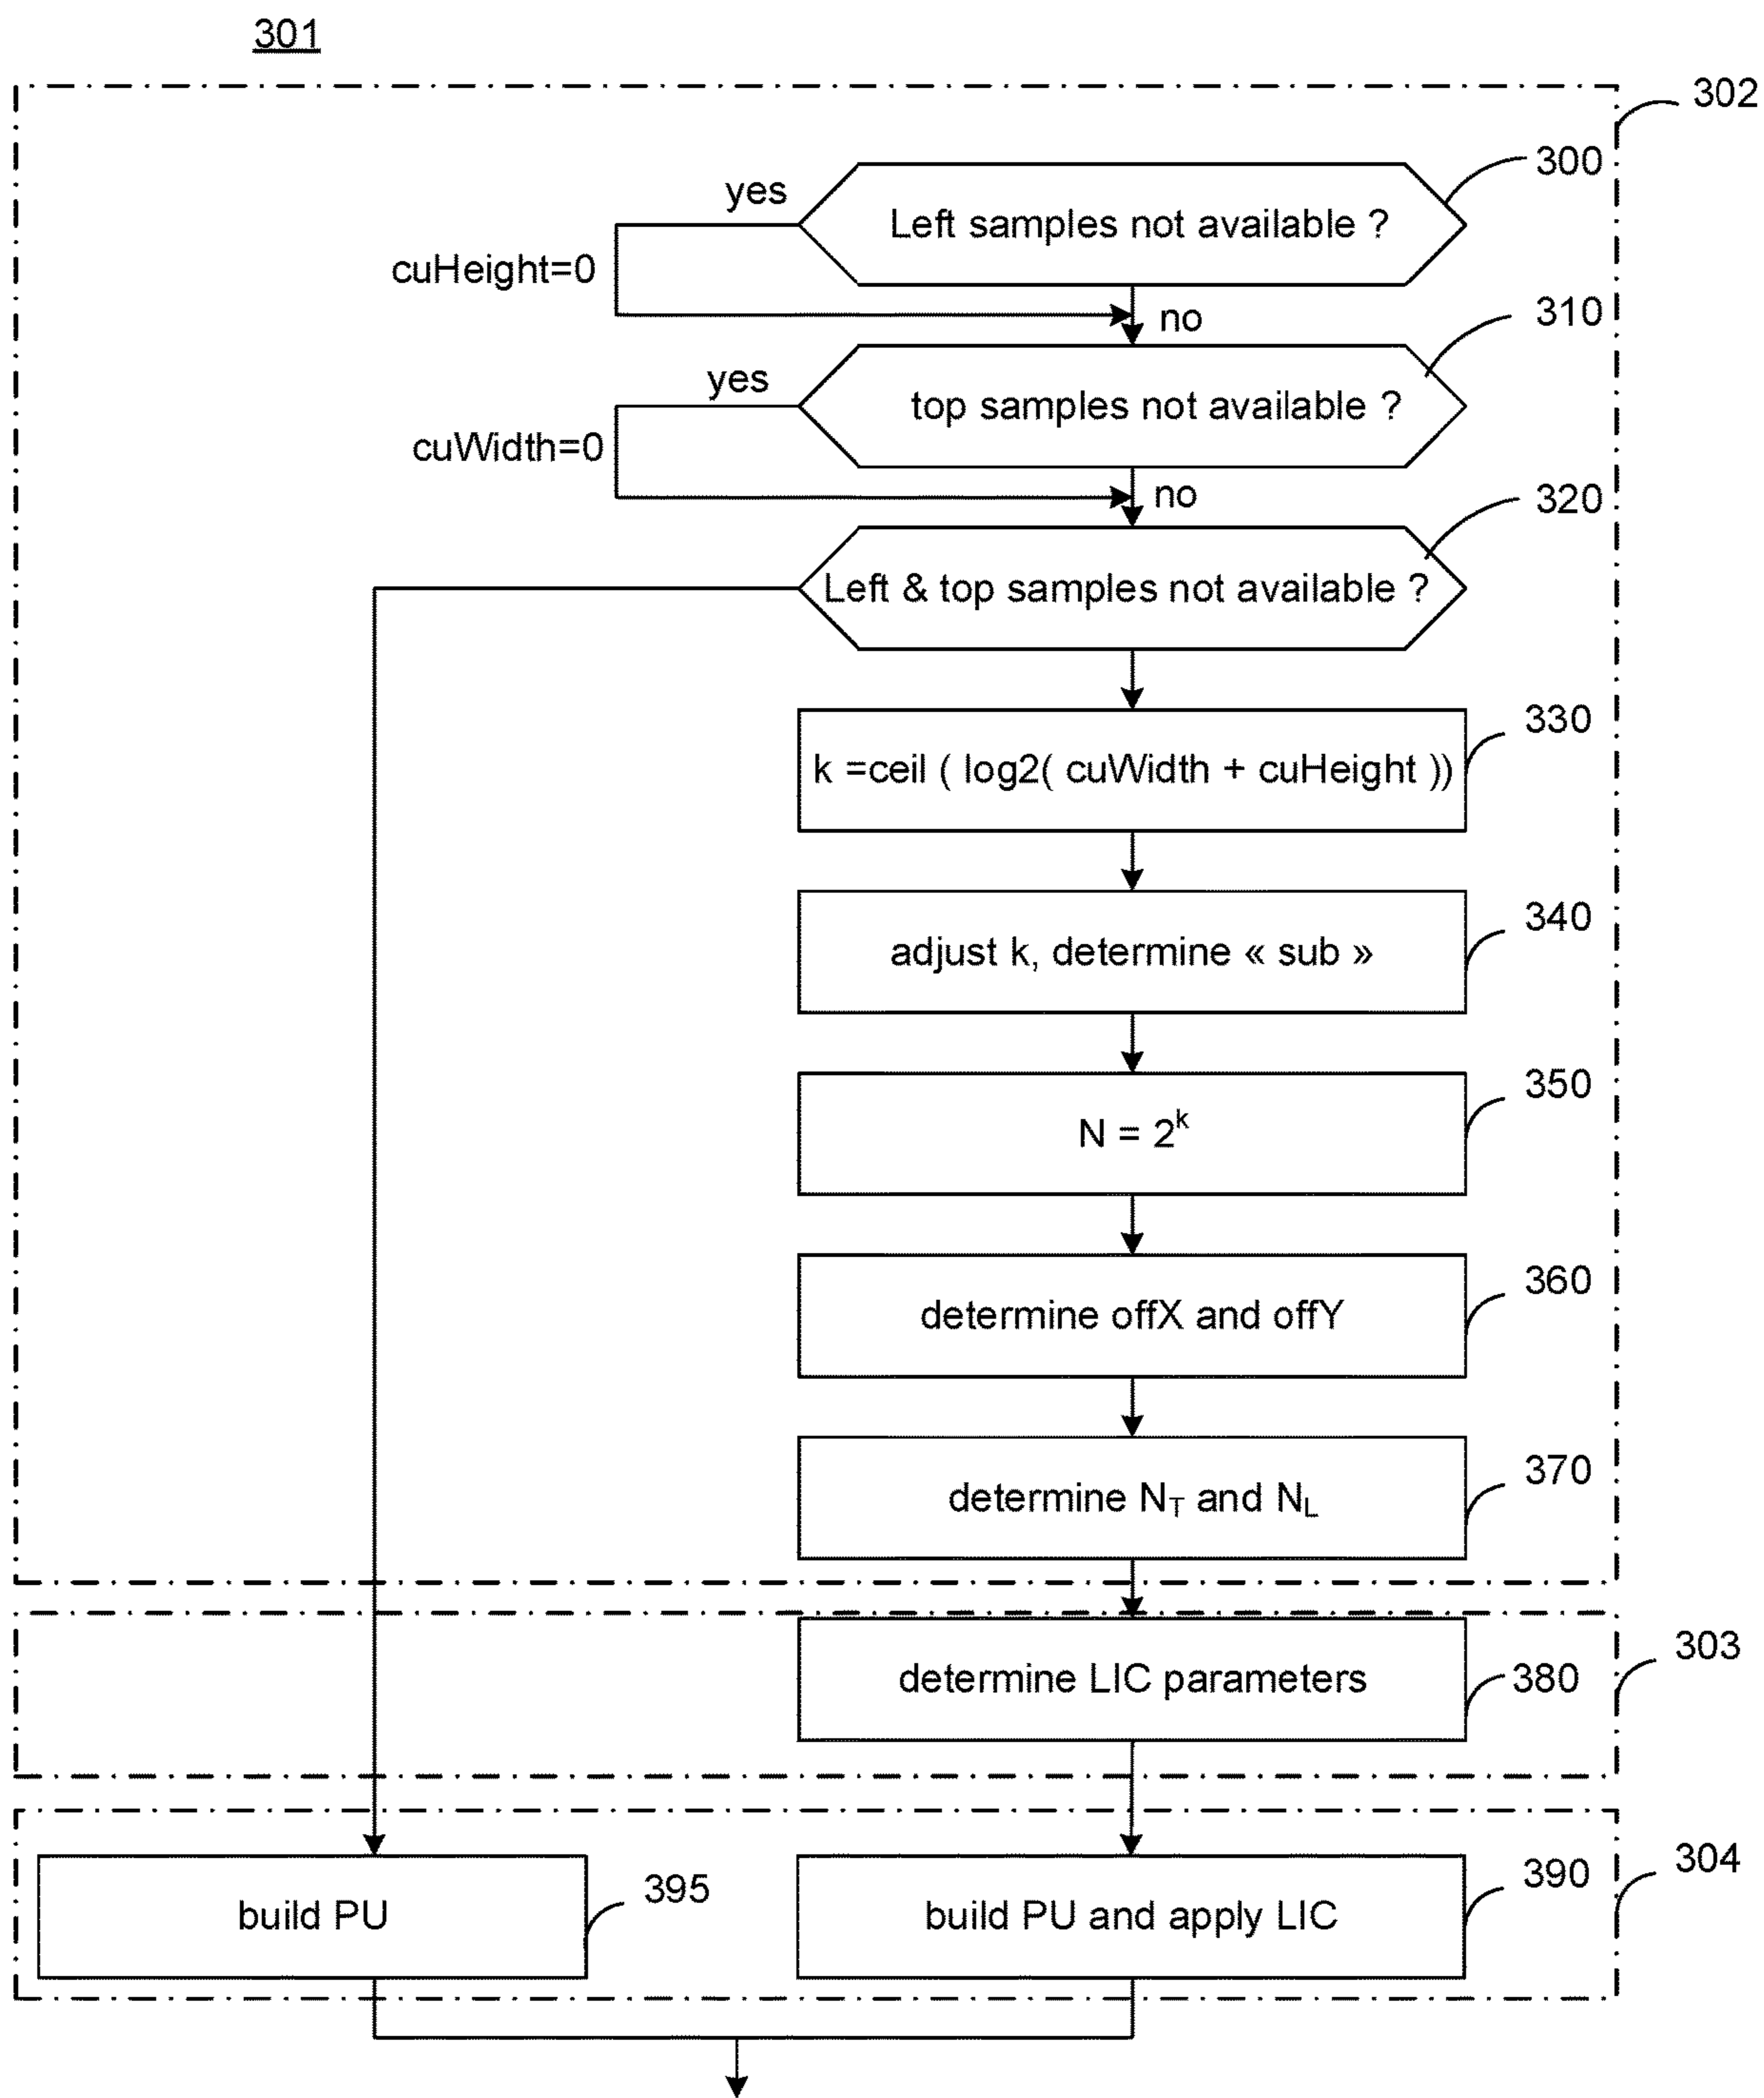 301
302
300
yes
Left samples not available ?
cuHeight=0
no
310
yes
top samples not available ?
cuWidth=0
no
320
Left & top samples not available ?
330
k =ceil ( log2( cuWidth + cuHeight ))
340
adjust k, determine « sub »
350
N = 2^k
360
determine offX and offY
370
determine N_T and N_L
303
determine LIC parameters
380
304
395
390
build PU
build PU and apply LIC